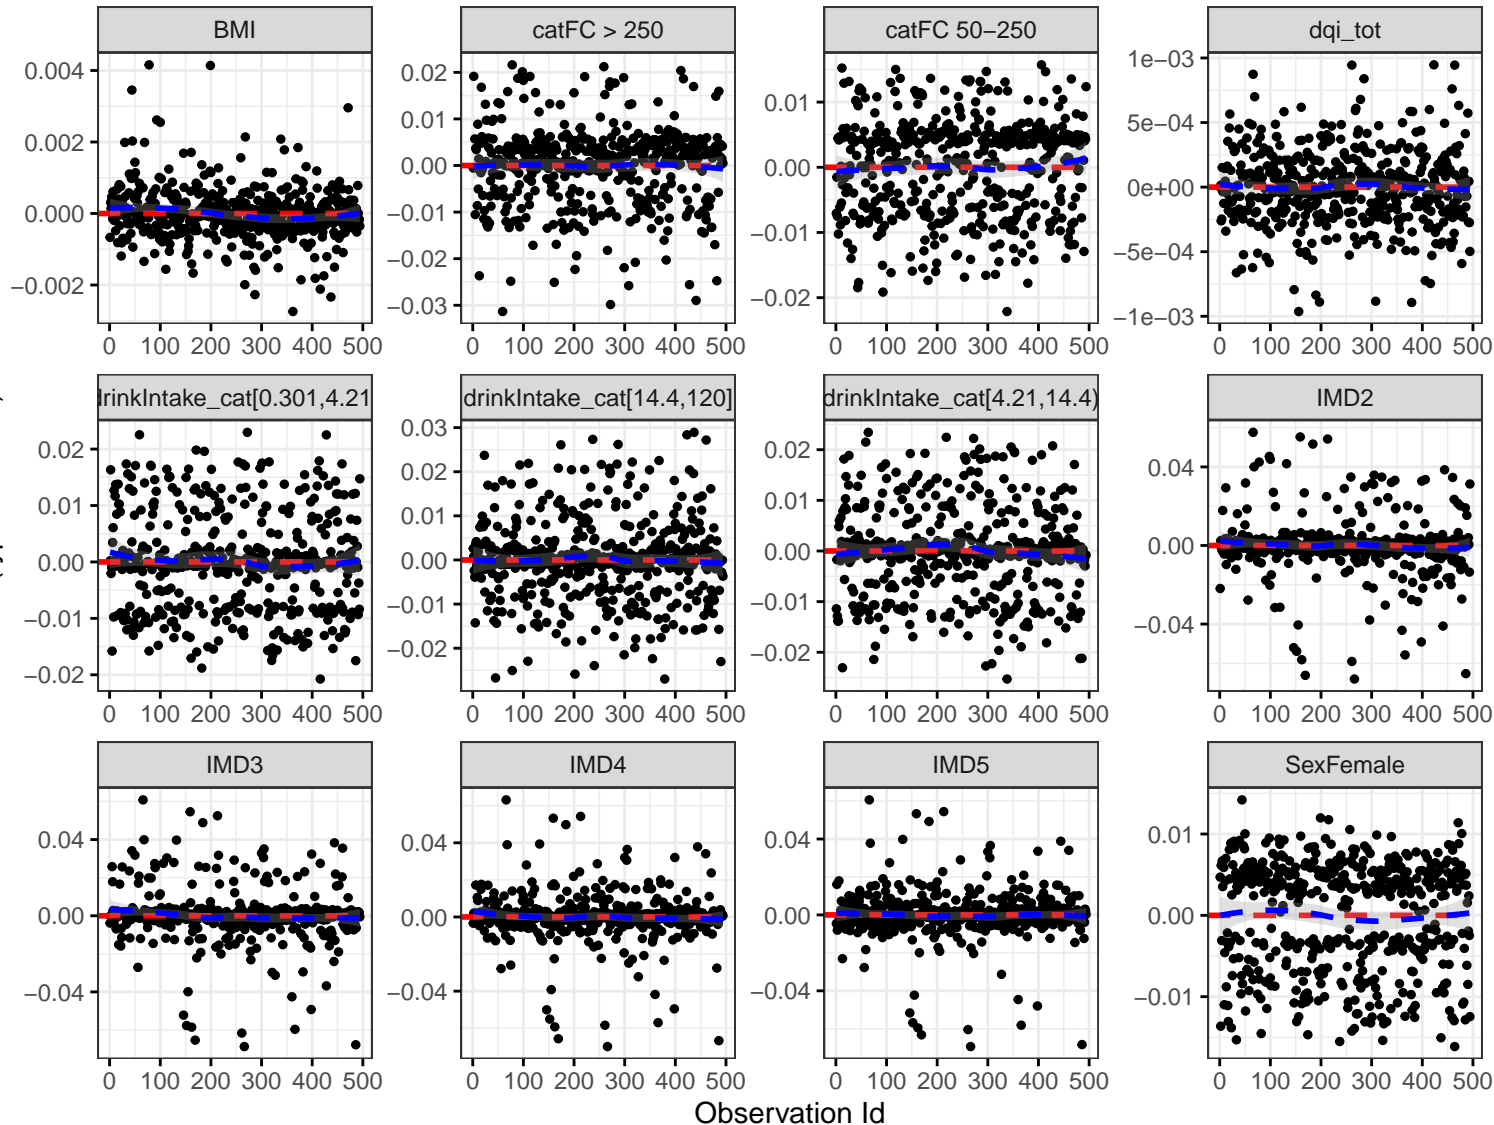 BMI
catFC > 250
catFC 50−250
dqi_tot
0.004
0.002
0.000
−0.002
0.02
0.01
0.00
−0.01
−0.02
−0.03
0.01
0.00
−0.01
−0.02
1e−03
5e−04
0e+00
−5e−04
−1e−03
0 100 200 300 400 500
0 100 200 300 400 500
0 100 200 300 400 500
0 100 200 300 400 500
drinkIntake_cat[0.301,4.21
drinkIntake_cat[14.4,120]
drinkIntake_cat[4.21,14.4)
IMD2
0.02
0.01
0.00
−0.01
−0.02
0.03
0.02
0.01
0.00
−0.01
−0.02
0.02
0.01
0.00
−0.01
−0.02
0.04
0.00
−0.04
0 100 200 300 400 500
0 100 200 300 400 500
0 100 200 300 400 500
0 100 200 300 400 500
IMD3
IMD4
IMD5
SexFemale
0.04
0.00
−0.04
0.04
0.00
−0.04
0.04
0.00
−0.04
0.01
0.00
−0.01
0 100 200 300 400 500
0 100 200 300 400 500
0 100 200 300 400 500
0 100 200 300 400 500
Observation Id